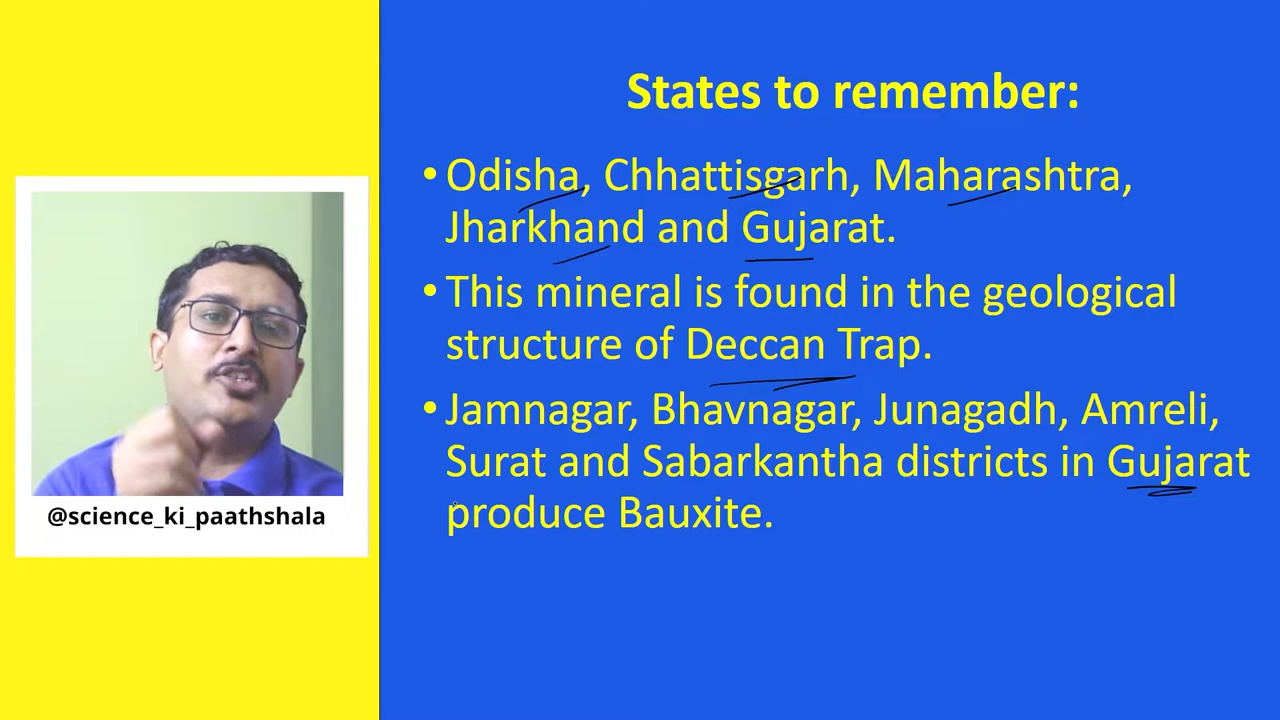 States to remember:
• Odisha, Chhattisgarh, Maharashtra,
Jharkhand and Gujarat.
• This mineral is found in the geological
structure of Deccan Trap.
• Jamnagar, Bhavnagar, Junagadh, Amreli,
Surat and Sabarkantha districts in Gujarat
produce Bauxite.
@science_ki_paathshala